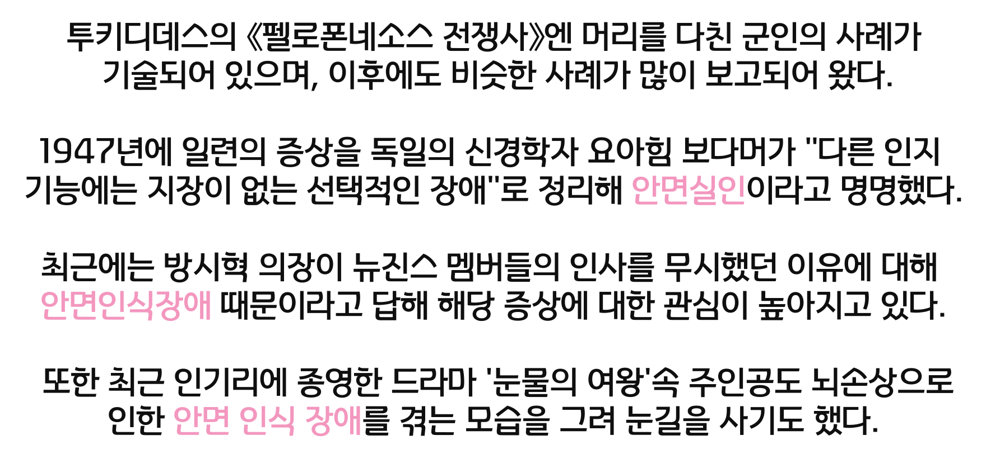 투키디데스의 《펠로폰네소스 전쟁사》엔 머리를 다친 군인의 사례가
기술되어 있으며, 이후에도 비슷한 사례가 많이 보고되어 왔다.
1947년에 일련의 증상을 독일의 신경학자 요아힘 보다머가 "다른 인지
기능에는 지장이 없는 선택적인 장애"로 정리해 안면실인이라고 명명했다.
최근에는 방시혁 의장이 뉴진스 멤버들의 인사를 무시했던 이유에 대해
안면인식장애 때문이라고 답해 해당 증상에 대한 관심이 높아지고 있다.
또한 최근 인기리에 종영한 드라마 '눈물의 여왕'속 주인공도 뇌손상으로
인한 안면 인식 장애를 겪는 모습을 그려 눈길을 사기도 했다.